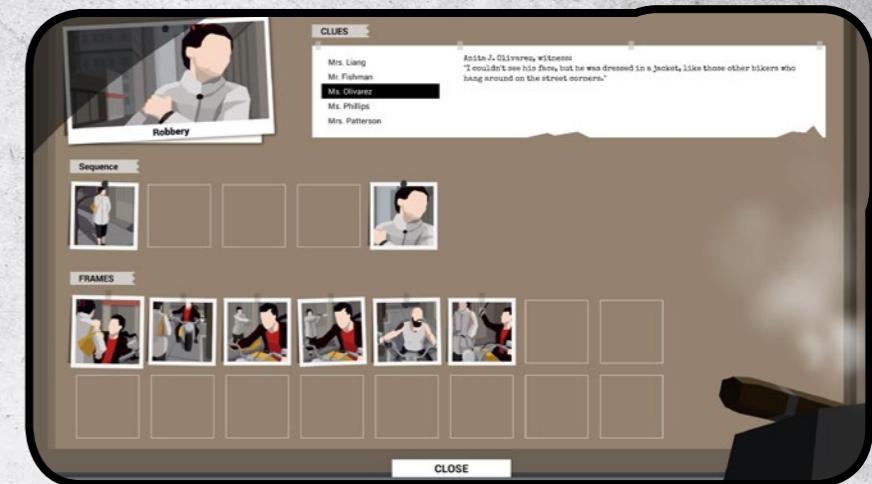 CLUES
Mrs. Liang
Mr. Fishman
Ms. Olivarez
Ms. Phillips
Mrs. Patterson
Anita J. Olivarez, witness:
"I couldn't see his face, but he was dressed in a jacket, like those other bikers who
hang around on the street corners."
Robbery
Sequence
FRAMES
CLOSE